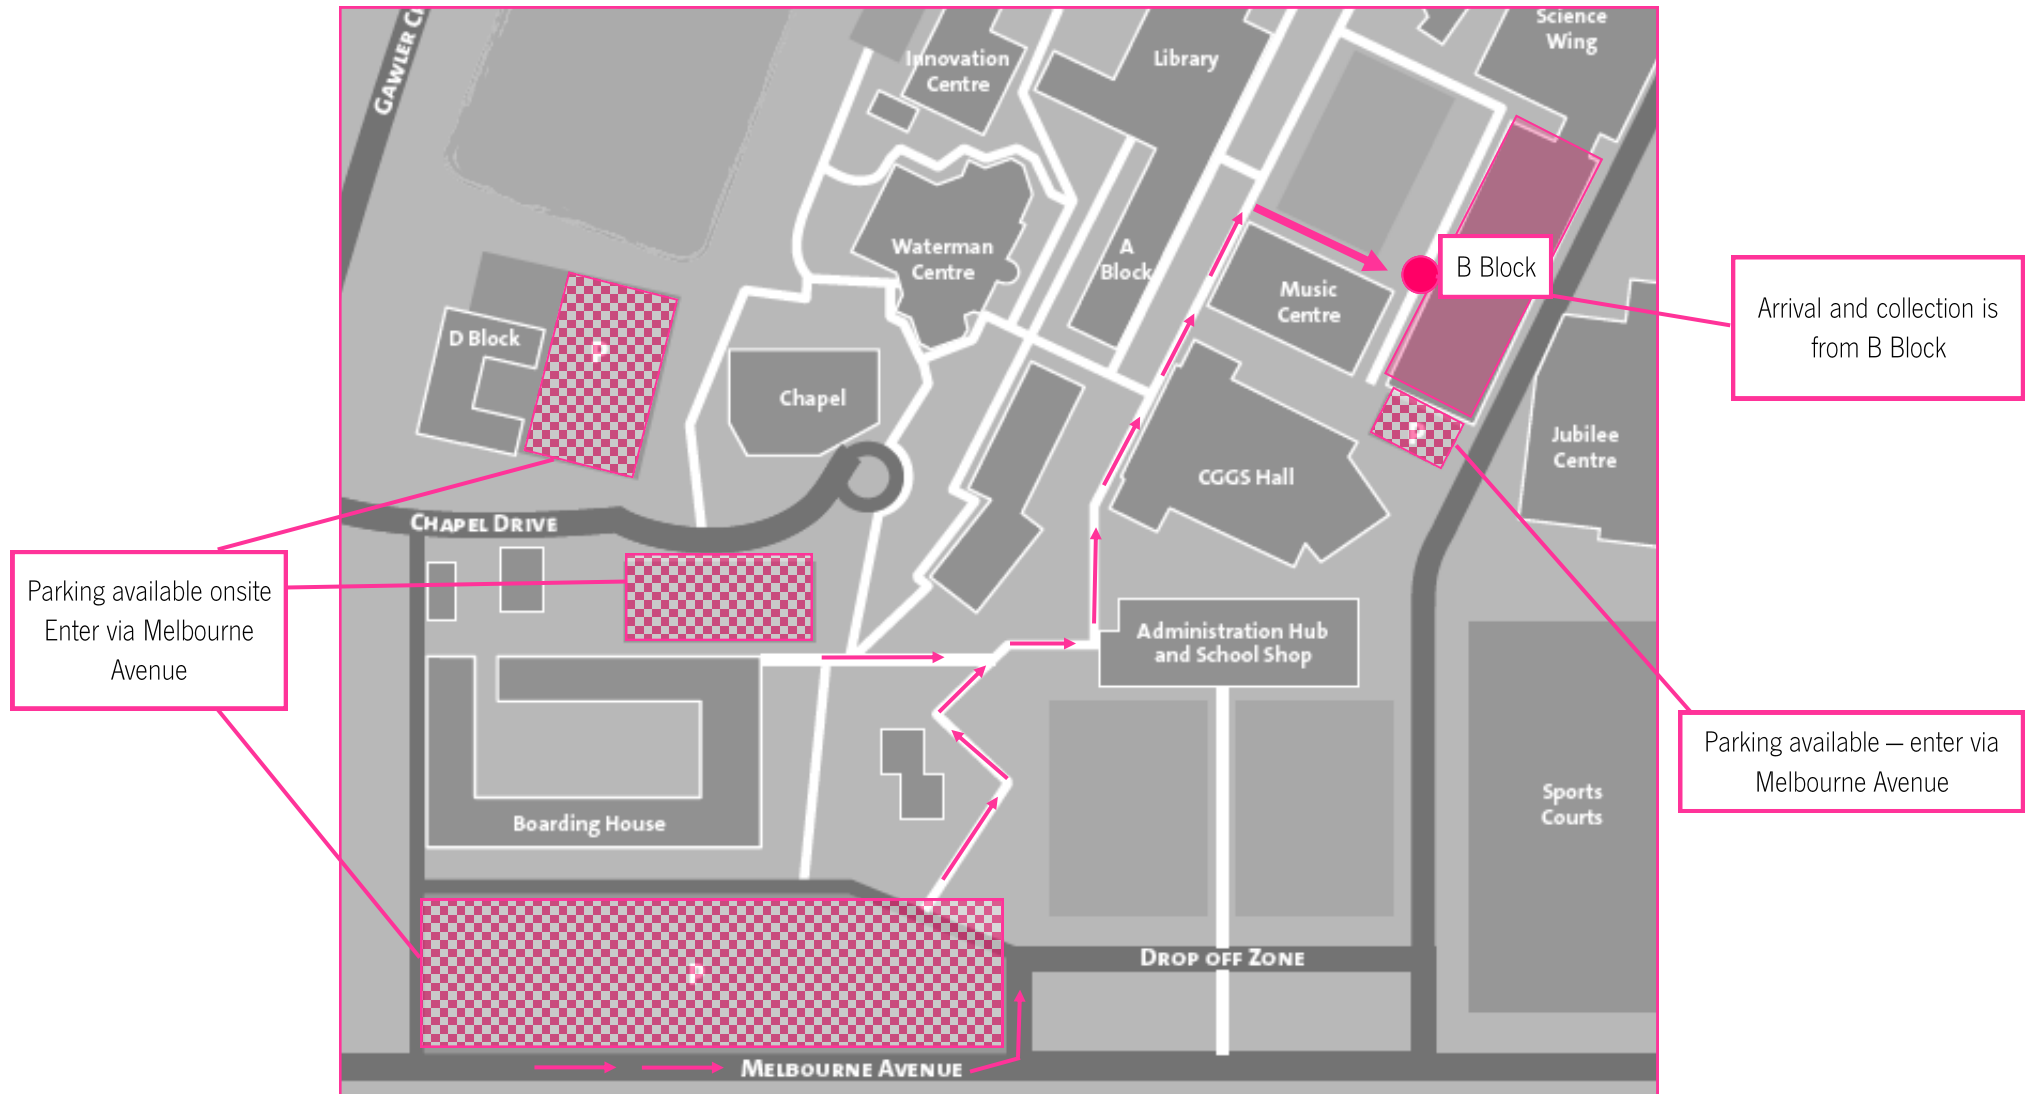 GAWLER C
Innovation
Centre
Library
Science
Wing
Waterman
Centre
A
Block
Music
Centre
B Block
Arrival and collection is
from B Block
D Block
P
Chapel
P
Jubilee
Centre
CGGS Hall
CHAPEL DRIVE
Parking available onsite
Enter via Melbourne
Avenue
Administration Hub
and School Shop
Parking available – enter via
Melbourne Avenue
Boarding House
Sports
Courts
P
DROP OFF ZONE
MELBOURNE AVENUE